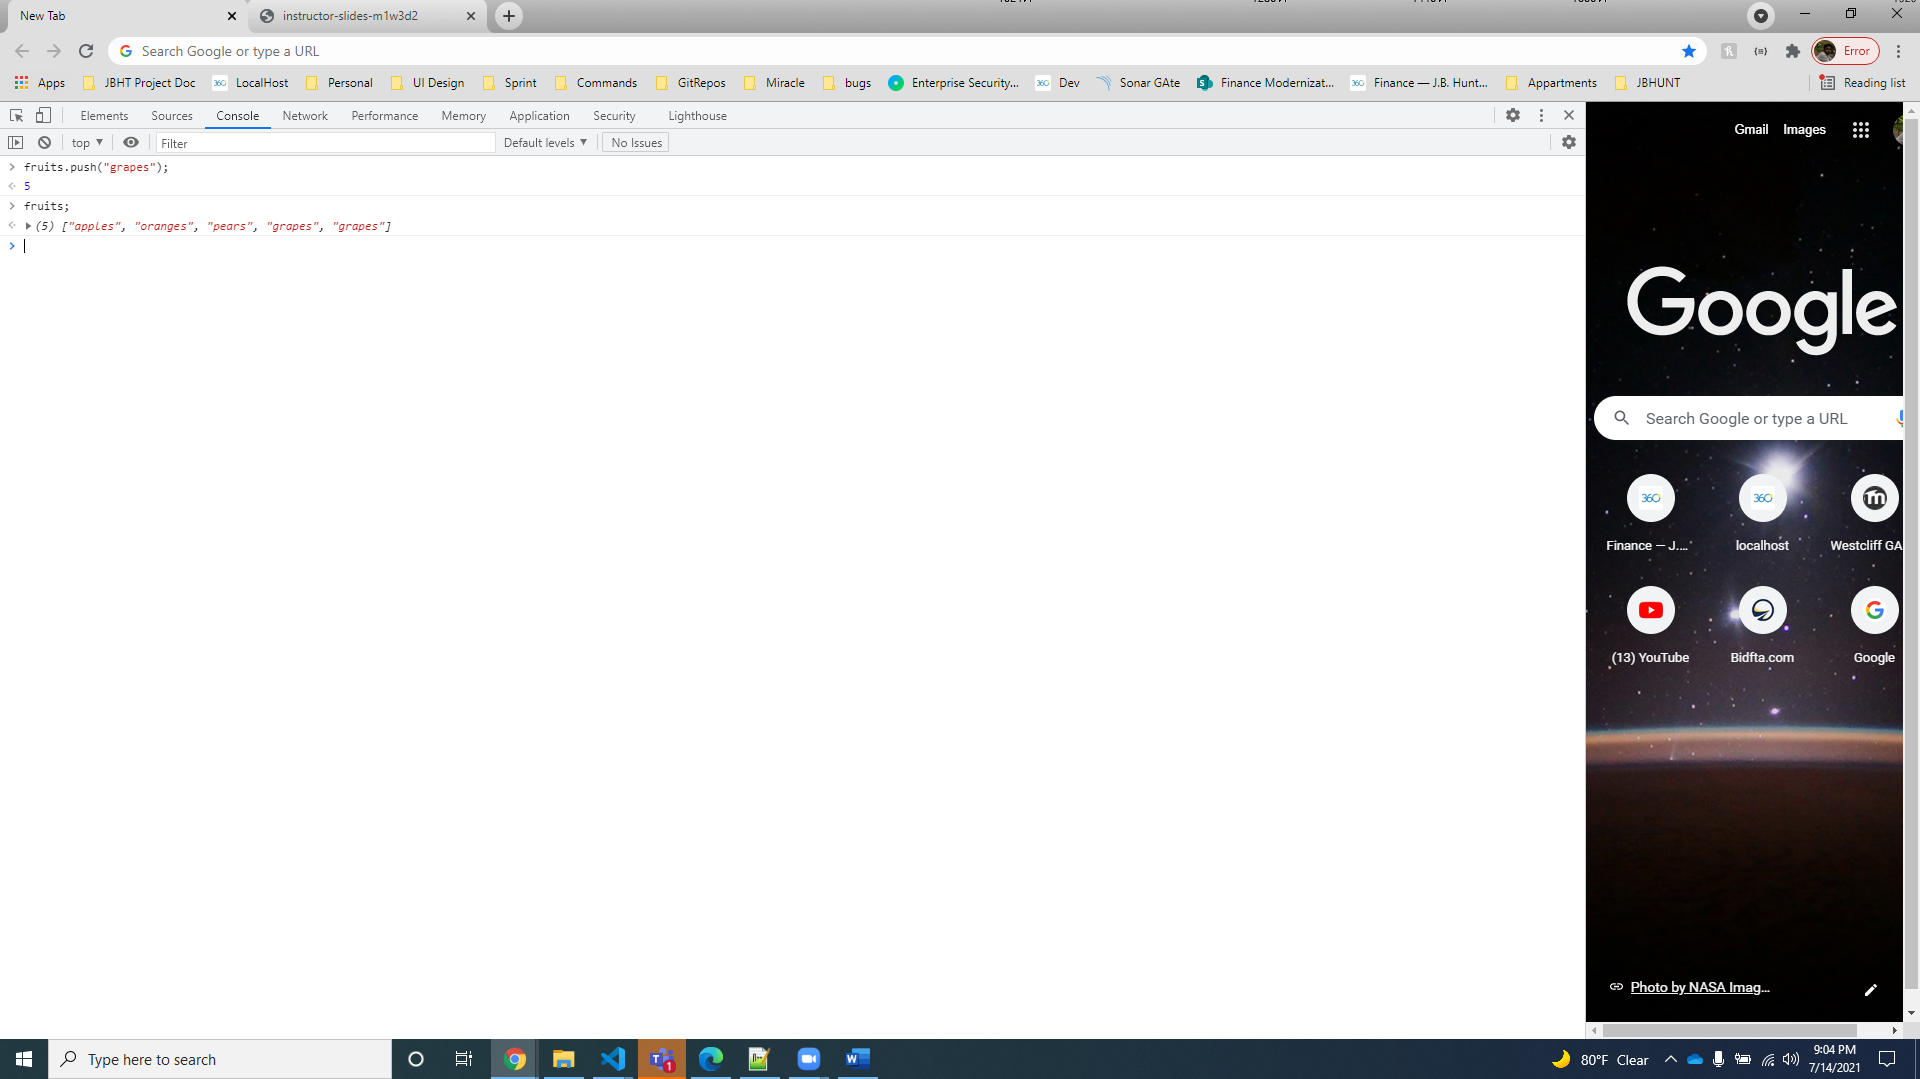 New Tab
instructor-slides-m1w3d2
Search Google or type a URL
Error
Apps JBHT Project Doc LocalHost Personal UI Design Sprint Commands GitRepos Miracle bugs Enterprise Security... Dev Sonar GAte Finance Modernizat... Finance — J.B. Hunt... Appartments JBHUNT Reading list
Elements Sources Console Network Performance Memory Application Security Lighthouse
top ▼ Filter Default levels ▼ No Issues
> fruits.push("grapes");
5
> fruits;
(5) ["apples", "oranges", "pears", "grapes", "grapes"]
>
Gmail Images
Google
Search Google or type a URL
360 360 m
Finance — J.... localhost Westcliff GA
(13) YouTube Bidfta.com Google
Photo by NASA Imag...
Type here to search
1
80°F Clear
9:04 PM
7/14/2021